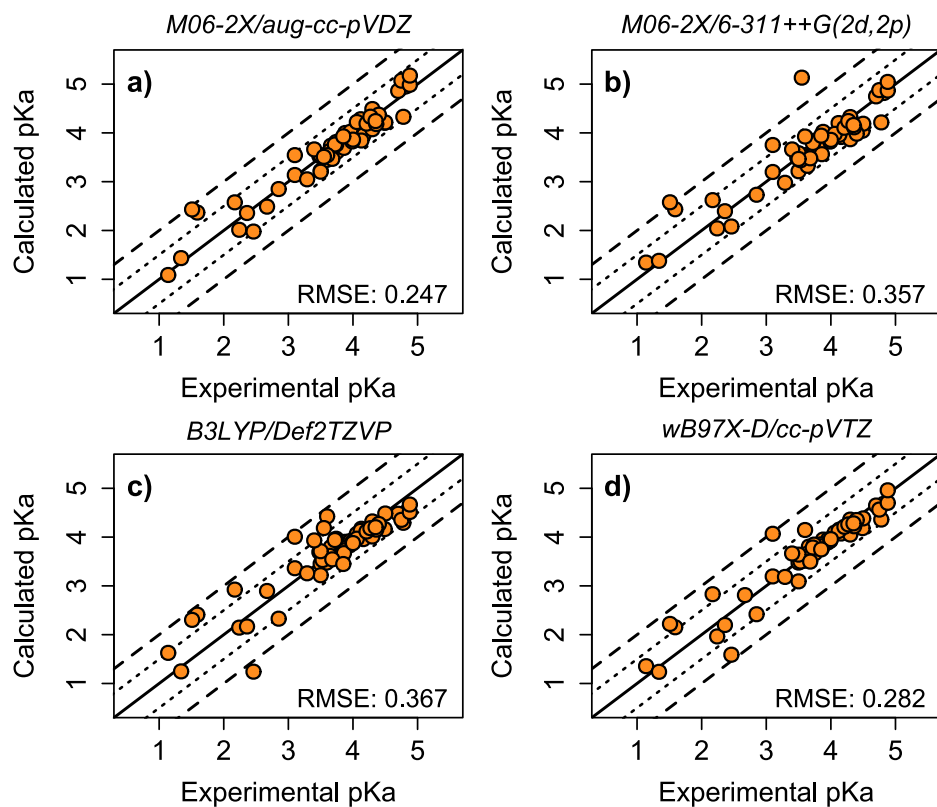 M06-2X/aug-cc-pVDZ
a)
Calculated pKa
5
4
3
2
1
RMSE: 0.247
1 2 3 4 5
Experimental pKa
M06-2X/6-311++G(2d,2p)
b)
Calculated pKa
5
4
3
2
1
RMSE: 0.357
1 2 3 4 5
Experimental pKa
B3LYP/Def2TZVP
c)
Calculated pKa
5
4
3
2
1
RMSE: 0.367
1 2 3 4 5
Experimental pKa
wB97X-D/cc-pVTZ
d)
Calculated pKa
5
4
3
2
1
RMSE: 0.282
1 2 3 4 5
Experimental pKa